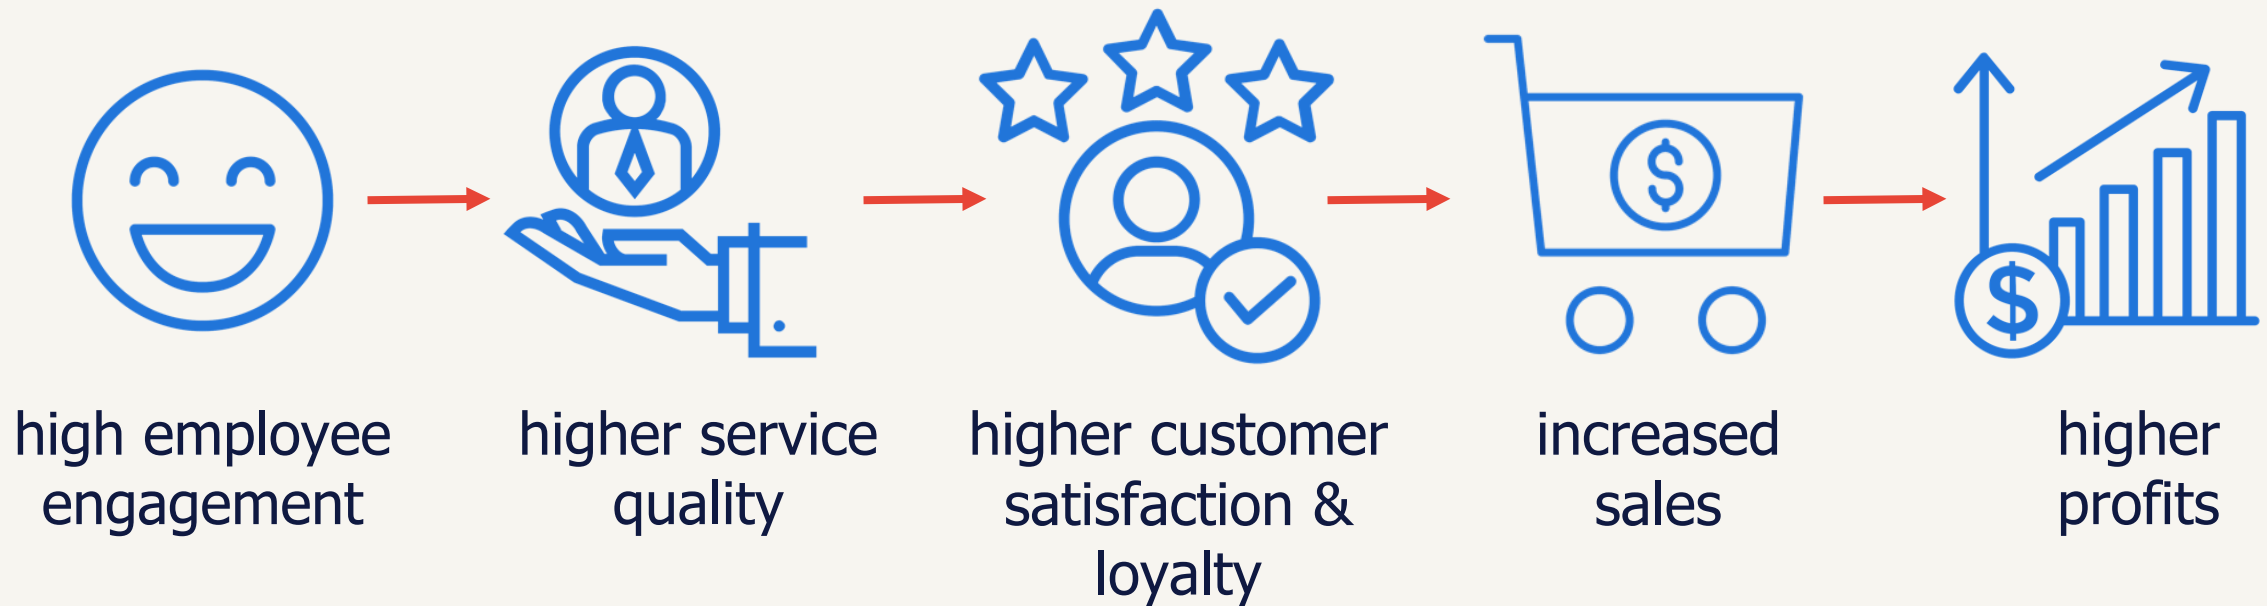 high employee
engagement
higher service
quality
higher customer
satisfaction &
loyalty
increased
sales
higher
profits
$
$